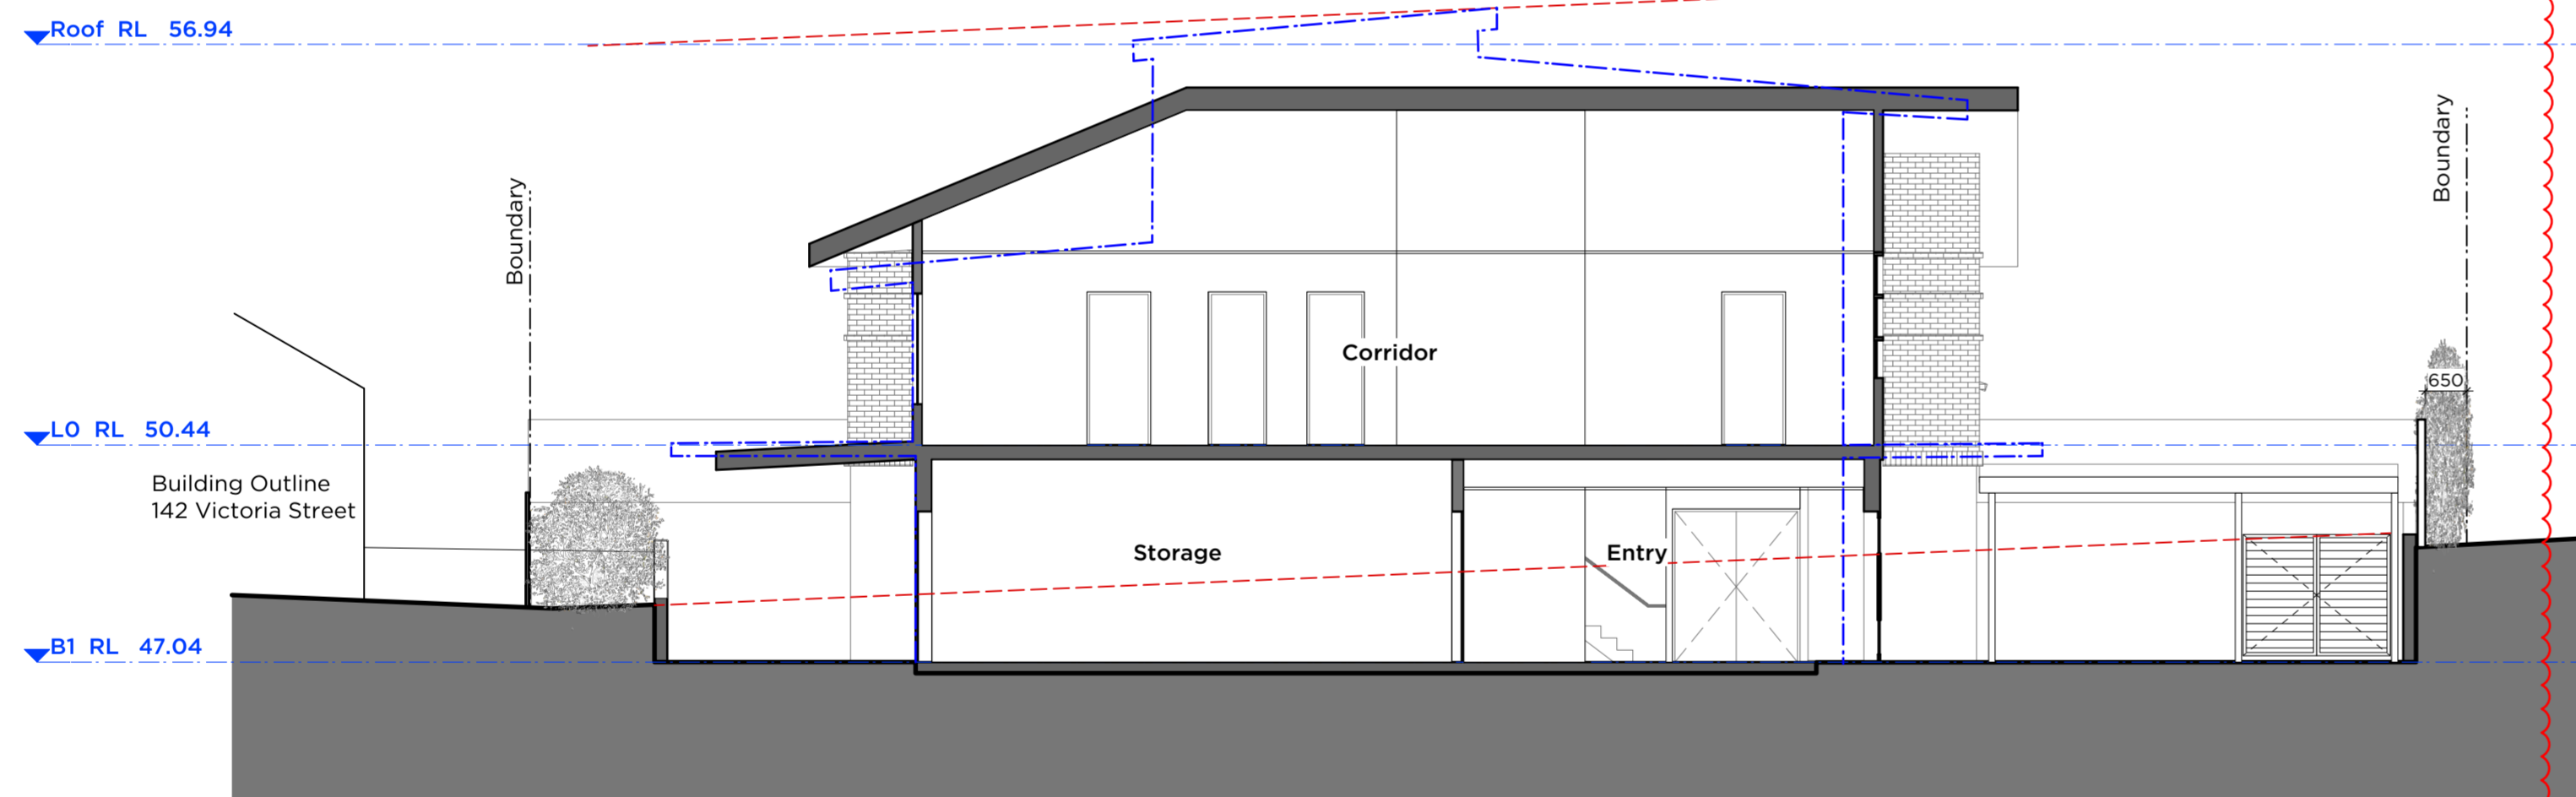 Roof RL 56.94
Boundary
Boundary
Corridor
650
L0 RL 50.44
Building Outline
142 Victoria Street
Storage
Entry
B1 RL 47.04